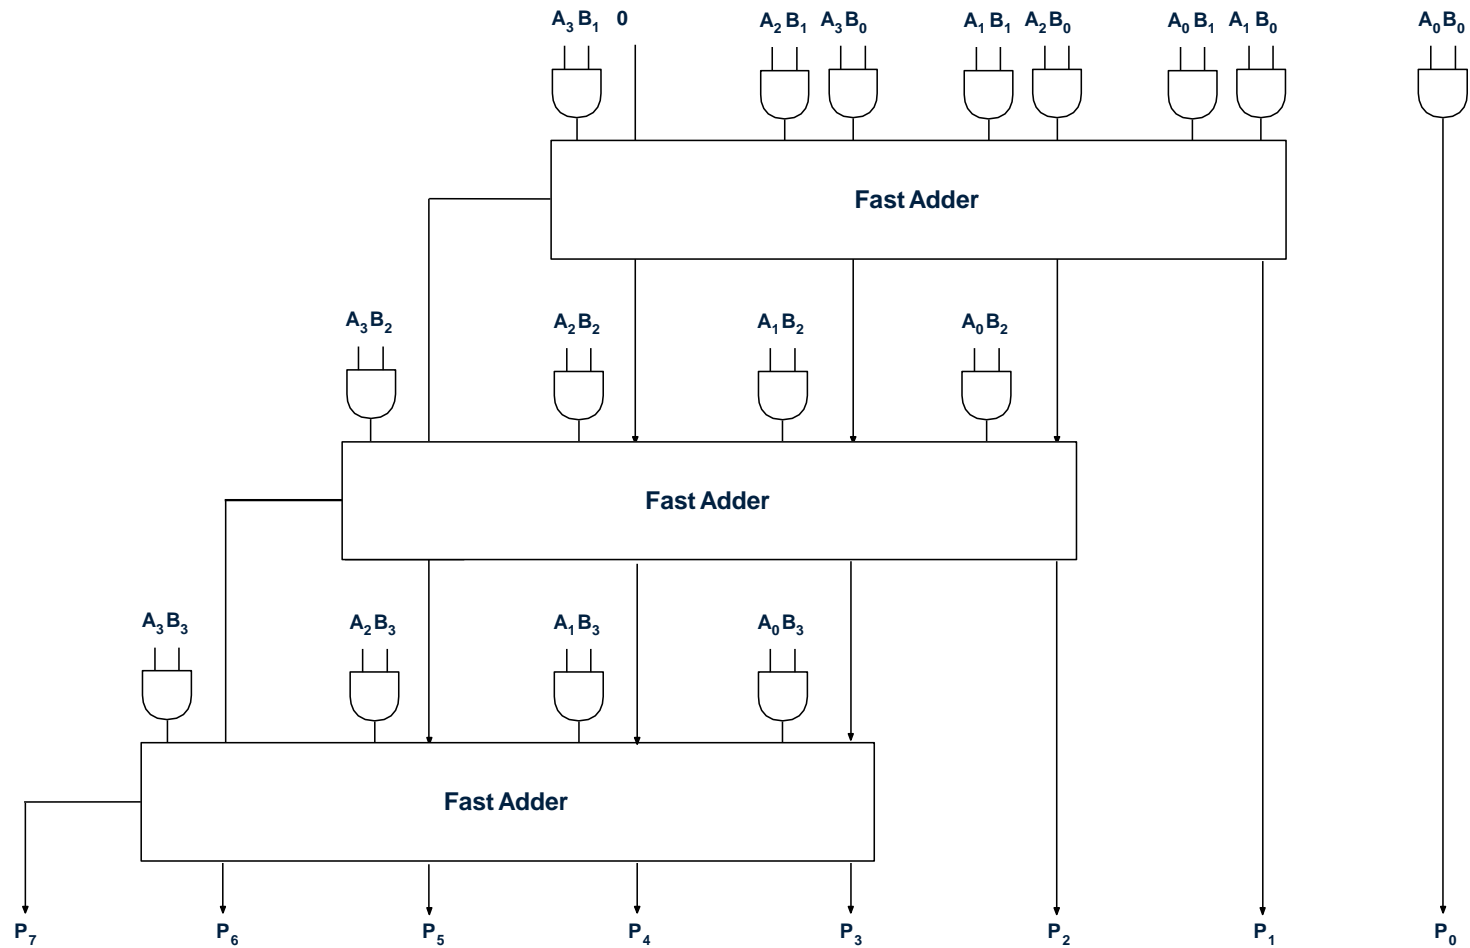 A₃B₁ 0 A₂B₁ A₃B₀ A₁B₁ A₂B₀ A₀B₁ A₁B₀ A₀B₀
Fast Adder
A₃B₂ A₂B₂ A₁B₂ A₀B₂
Fast Adder
A₃B₃ A₂B₃ A₁B₃ A₀B₃
Fast Adder
P₇ P₆ P₅ P₄ P₃ P₂ P₁ P₀